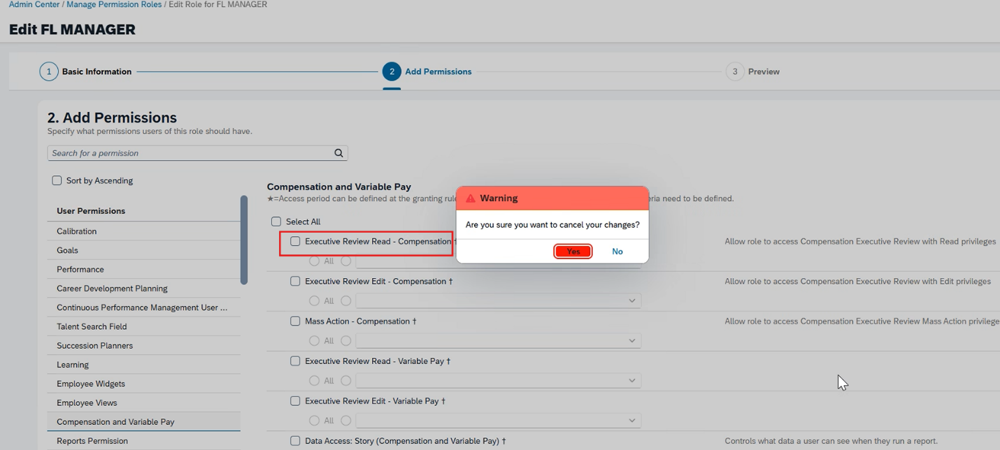 Admin Center / Manage Permission Roles / Edit Role for FL MANAGER
Edit FL MANAGER
1 Basic Information 2 Add Permissions 3 Preview
2. Add Permissions
Specify what permissions users of this role should have.
Search for a permission
Sort by Ascending
User Permissions
Calibration
Goals
Performance
Career Development Planning
Continuous Performance Management User ...
Talent Search Field
Succession Planners
Learning
Employee Widgets
Employee Views
Compensation and Variable Pay
Reports Permission
Compensation and Variable Pay
★=Access period can be defined at the granting rule need to be defined.
Select All
Executive Review Read - Compensation † Allow role to access Compensation Executive Review with Read privileges
All
Executive Review Edit - Compensation † Allow role to access Compensation Executive Review with Edit privileges
All
Mass Action - Compensation † Allow role to access Compensation Executive Review Mass Action privilege
All
Executive Review Read - Variable Pay †
All
Executive Review Edit - Variable Pay †
All
Data Access: Story (Compensation and Variable Pay) † Controls what data a user can see when they run a report.
Warning
Are you sure you want to cancel your changes?
Yes No